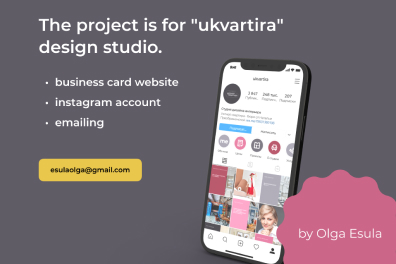 The project is for "ukvartira"
design studio.
• business card website
• instagram account
• emailing
esulaolga@gmail.com
ukvartira
by Olga Esula